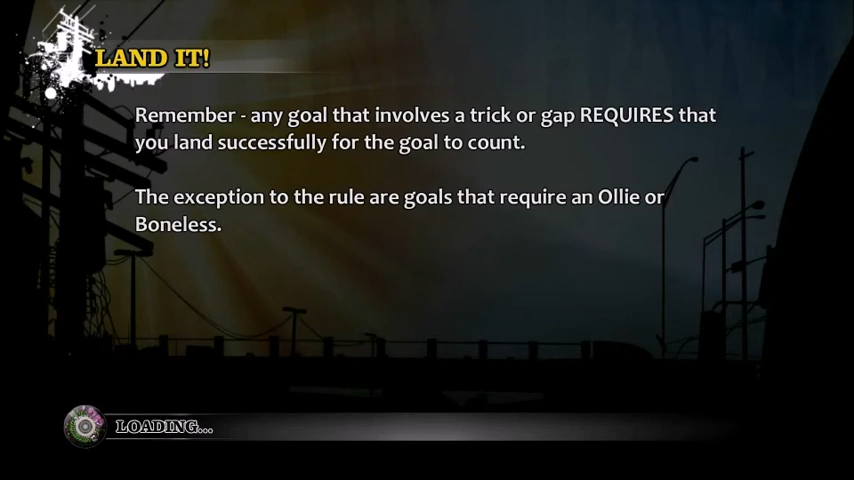 LAND IT!
Remember - any goal that involves a trick or gap REQUIRES that
you land successfully for the goal to count.
The exception to the rule are goals that require an Ollie or
Boneless.
LOADING...